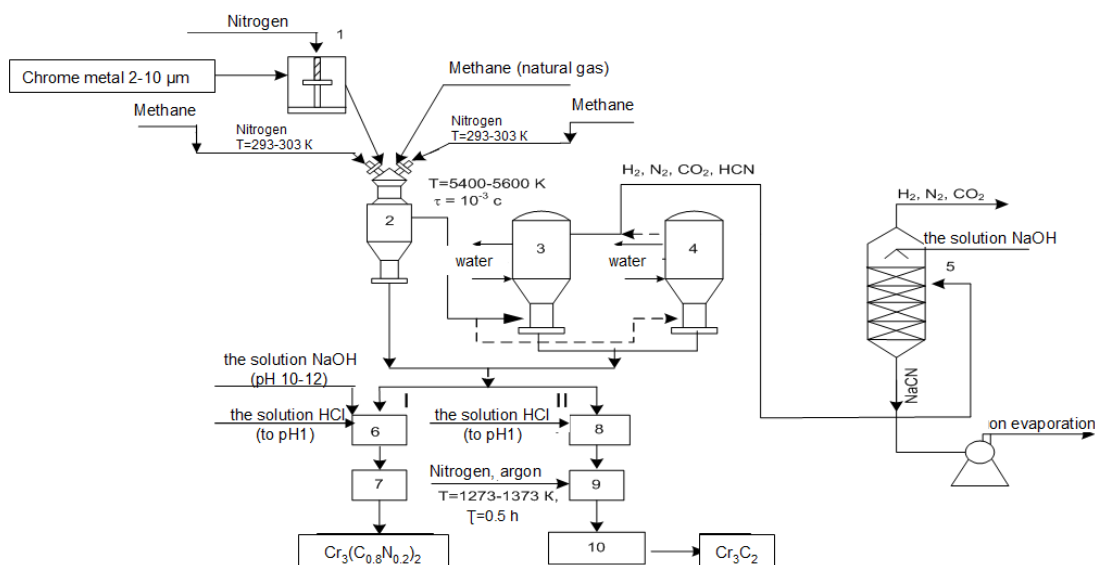 Nitrogen
1
Chrome metal 2-10 µm
Methane (natural gas)
Methane
Methane
Nitrogen
T=293-303 K
Nitrogen
T=293-303 K
H₂, N₂, CO₂, HCN
T=5400-5600 K
τ = 10⁻³ c
H₂, N₂, CO₂
2
3
4
the solution NaOH
water
water
5
the solution NaOH
(pH 10-12)
NaCN
I
II
the solution HCl
(to pH1)
6
the solution HCl
(to pH1)
8
on evaporation
7
Nitrogen, argon
T=1273-1373 K,
Ʈ=0.5 h
9
Cr₃(C₀.₈N₀.₂)₂
10
Cr₃C₂